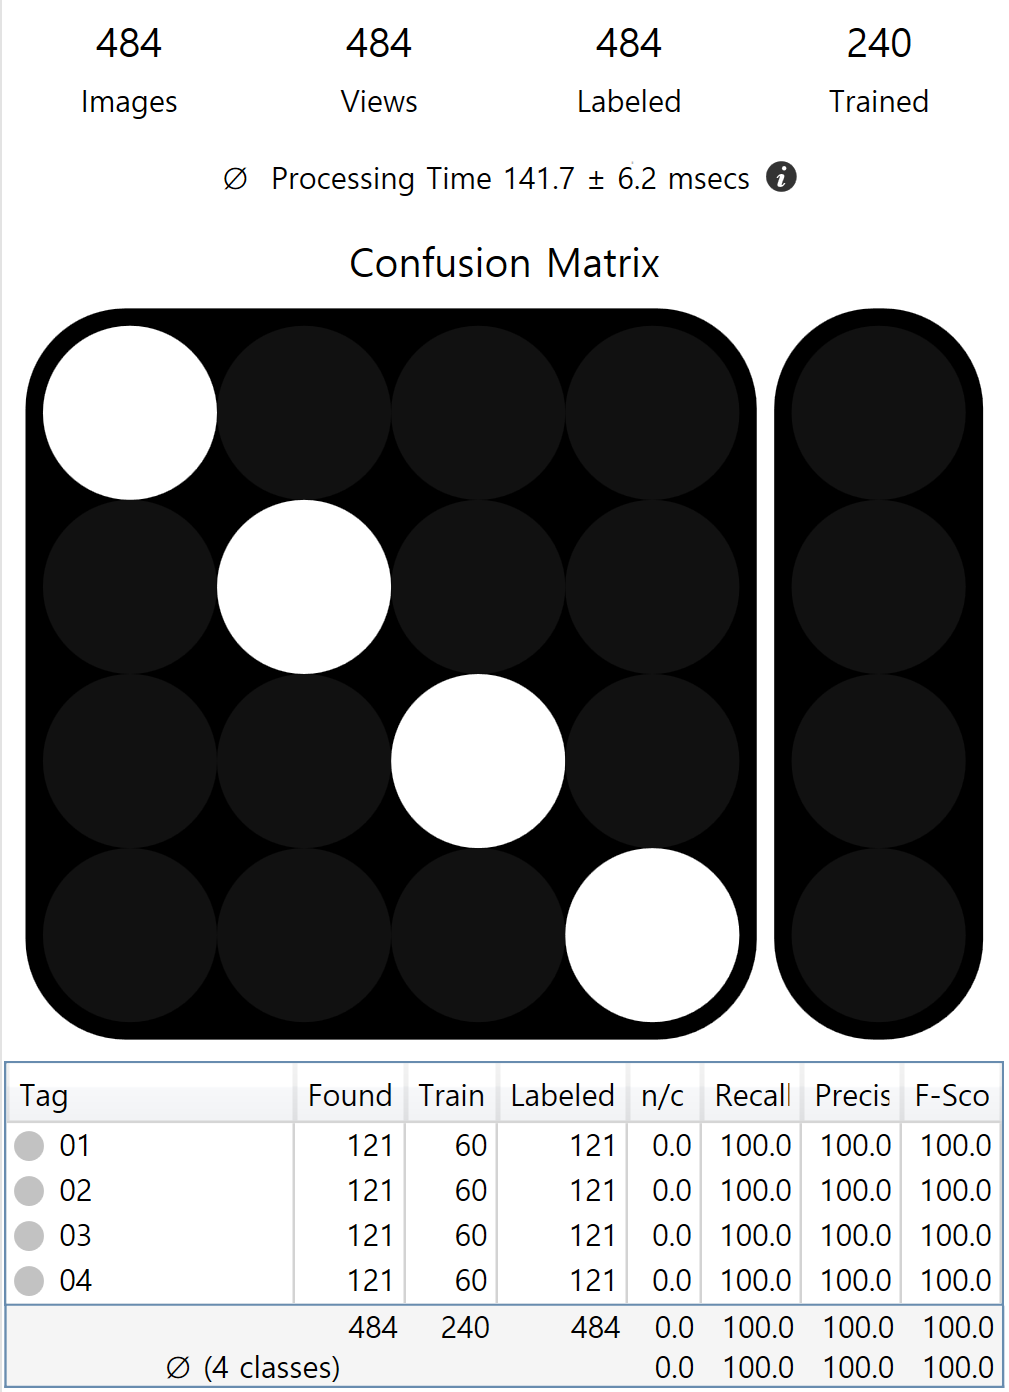 484 484 484 240
Images Views Labeled Trained
∅ Processing Time 141.7 ± 6.2 msecs i
Confusion Matrix
Tag Found Train Labeled n/c Recall Precis F-Sco
01 121 60 121 0.0 100.0 100.0 100.0
02 121 60 121 0.0 100.0 100.0 100.0
03 121 60 121 0.0 100.0 100.0 100.0
04 121 60 121 0.0 100.0 100.0 100.0
484 240 484 0.0 100.0 100.0 100.0
∅ (4 classes) 0.0 100.0 100.0 100.0